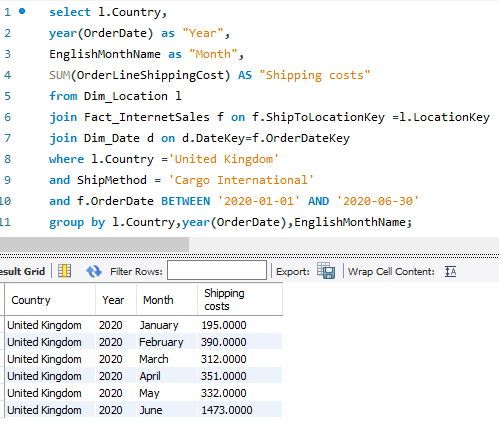 1 select l.Country,
2 year(OrderDate) as "Year",
3 EnglishMonthName as "Month",
4 SUM(OrderLineShippingCost) AS "Shipping costs"
5 from Dim_Location l
6 join Fact_InternetSales f on f.ShipToLocationKey =l.LocationKey
7 join Dim_Date d on d.DateKey=f.OrderDateKey
8 where l.Country ='United Kingdom'
9 and ShipMethod = 'Cargo International'
10 and f.OrderDate BETWEEN '2020-01-01' AND '2020-06-30'
11 group by l.Country,year(OrderDate),EnglishMonthName;
esult Grid Filter Rows: Export: Wrap Cell Content: IA
Country Year Month Shipping costs
United Kingdom 2020 January 195.0000
United Kingdom 2020 February 390.0000
United Kingdom 2020 March 312.0000
United Kingdom 2020 April 351.0000
United Kingdom 2020 May 332.0000
United Kingdom 2020 June 1473.0000